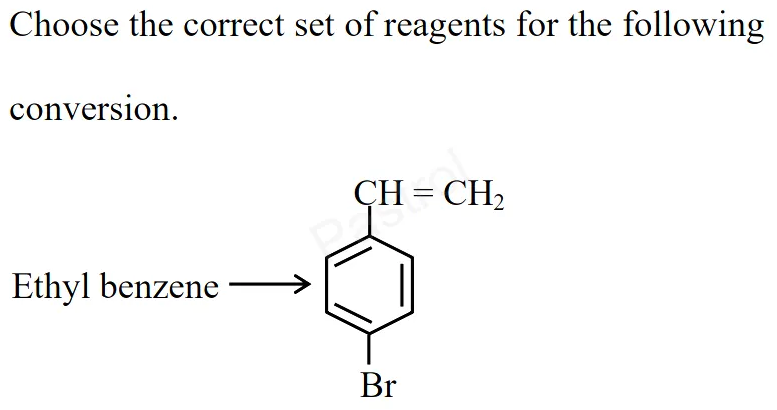 Choose the correct set of reagents for the following
conversion.
CH = CH₂
Ethyl benzene
Br